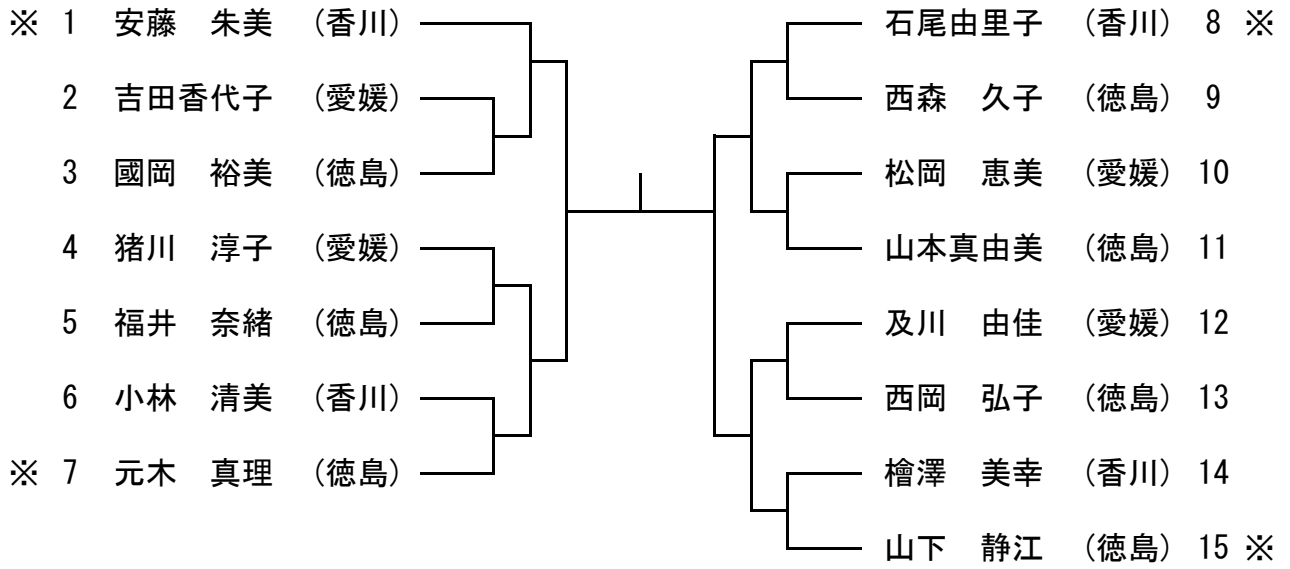 ※ 1 安藤　朱美 （香川）
2 吉田香代子 （愛媛）
3 國岡　裕美 （徳島）
4 猪川　淳子 （愛媛）
5 福井　奈緒 （徳島）
6 小林　清美 （香川）
※ 7 元木　真理 （徳島）
石尾由里子 （香川） 8 ※
西森　久子 （徳島） 9
松岡　恵美 （愛媛） 10
山本真由美 （徳島） 11
及川　由佳 （愛媛） 12
西岡　弘子 （徳島） 13
檜澤　美幸 （香川） 14
山下　静江 （徳島） 15 ※